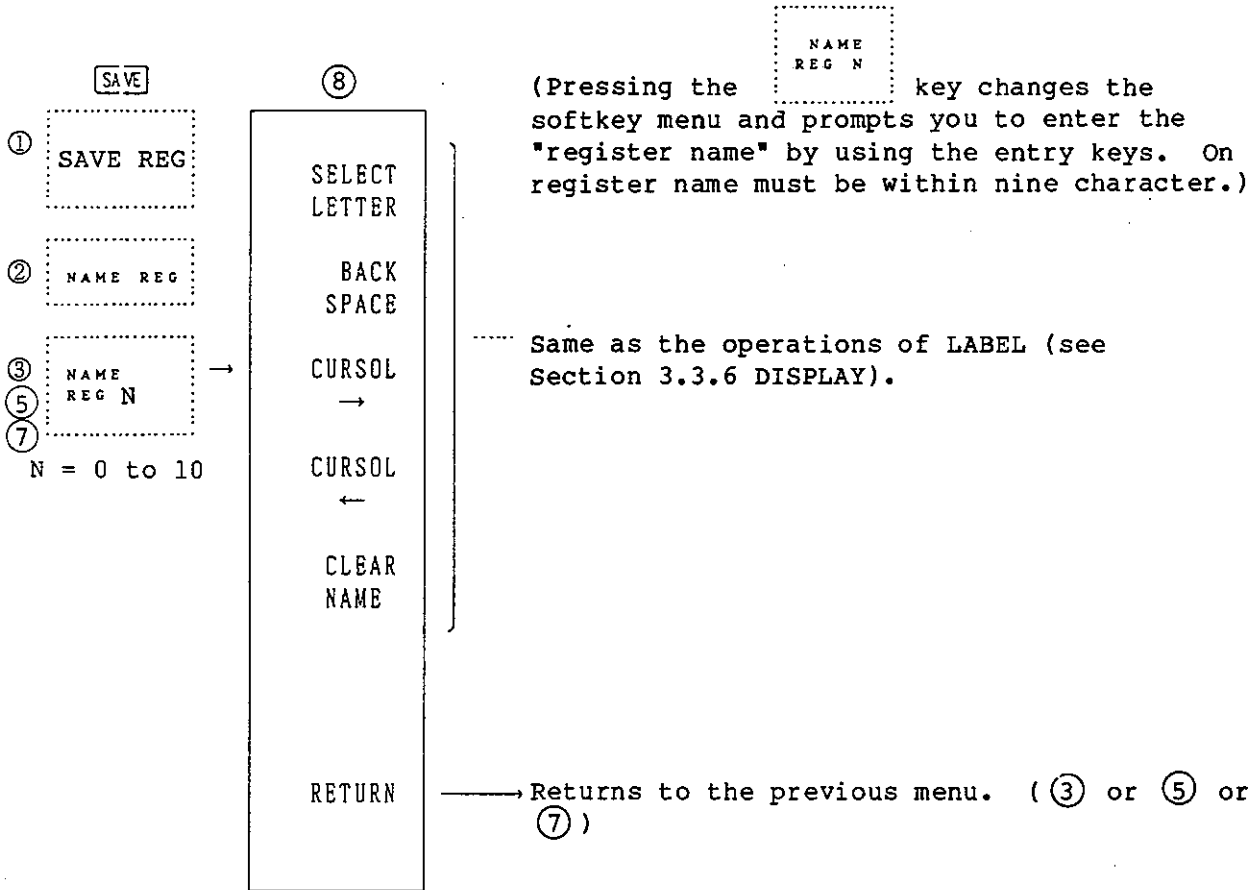 SAVE
①
SAVE REG
②
NAME REG
③
⑤
⑦
NAME
REG N
→
N = 0 to 10
⑧
SELECT
LETTER
BACK
SPACE
CURSOL
→
CURSOL
←
CLEAR
NAME
RETURN
NAME
REG N
(Pressing the key changes the
softkey menu and prompts you to enter the
"register name" by using the entry keys. On
register name must be within nine character.)
Same as the operations of LABEL (see
Section 3.3.6 DISPLAY).
Returns to the previous menu. (③ or ⑤ or
⑦)